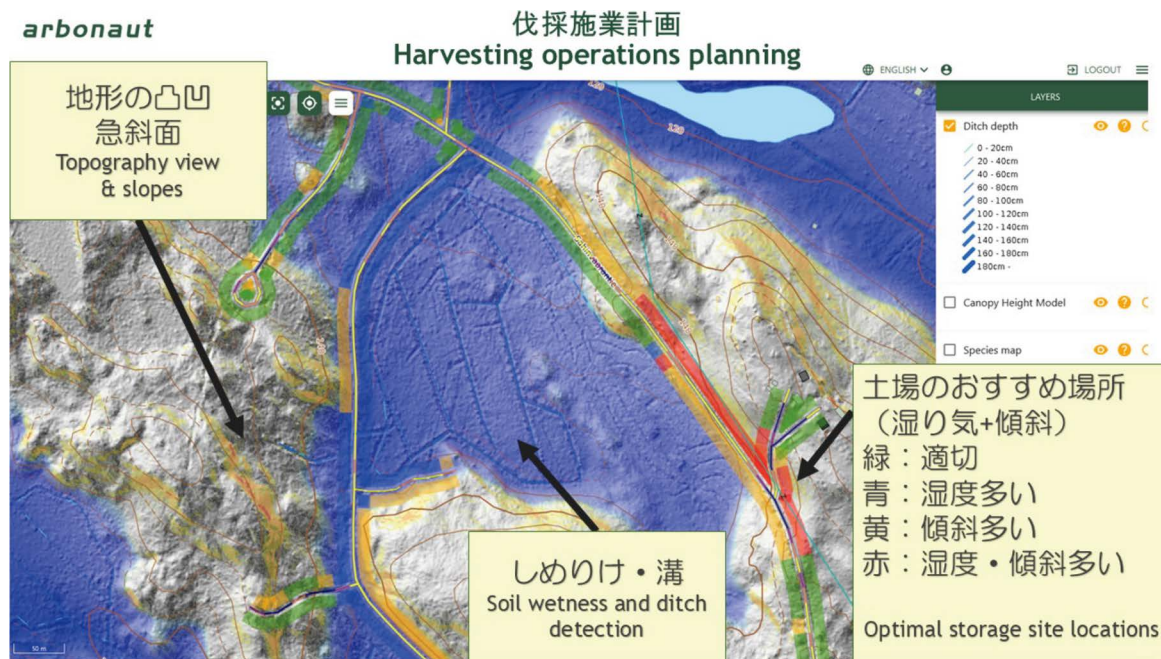 arbonaut
伐採施業計画
Harvesting operations planning
ENGLISH
LOGOUT
地形の凸凹
急斜面
Topography view
& slopes
LAYERS
Ditch depth
0 - 20cm
20 - 40cm
40 - 60cm
60 - 80cm
80 - 100cm
100 - 120cm
120 - 140cm
140 - 160cm
160 - 180cm
180cm -
Canopy Height Model
Species map
120
土場のおすすめ場所
（湿り気+傾斜）
緑：適切
青：湿度多い
黄：傾斜多い
赤：湿度・傾斜多い
Optimal storage site locations
しめりけ・溝
Soil wetness and ditch
detection
50 m